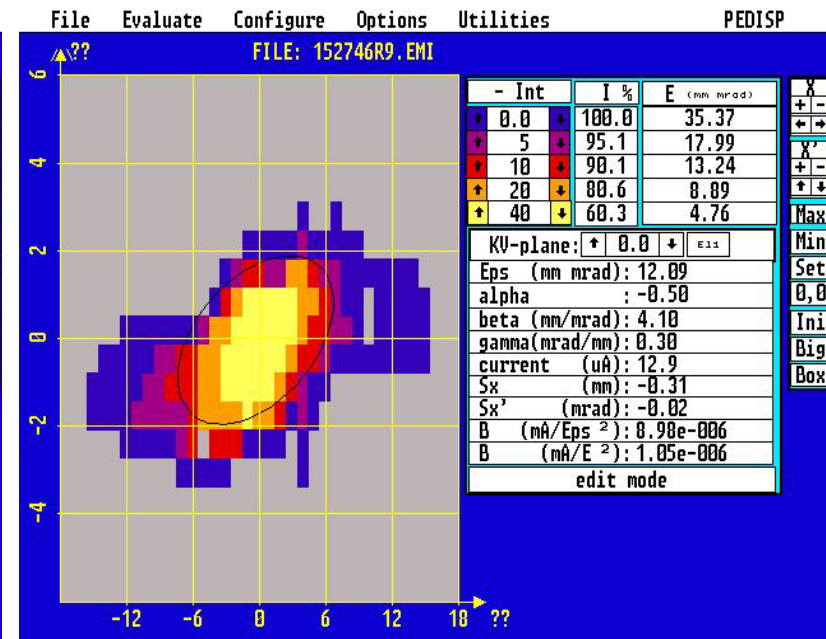 File Evaluate Configure Options Utilities PEDISP
?? FILE: 152746R9.EMI
6
4
2
0
-2
-4
-12 -6 0 6 12 18 ??
- Int I % E (mm mrad)
0.0 100.0 35.37
5 95.1 17.99
10 90.1 13.24
20 80.6 8.89
40 60.3 4.76
KV-plane: 0.0 Eli
Eps (mm mrad): 12.09
alpha : -0.50
beta (mm/mrad): 4.10
gamma(mrad/mm): 0.30
current (uA): 12.9
Sx (mm): -0.31
Sx' (mrad): -0.02
B (mA/Eps ²): 8.98e-006
B (mA/E ²): 1.05e-006
edit mode
X
+ -
X'
+ -
Max
Min
Set
0,0
Ini
Big
Box